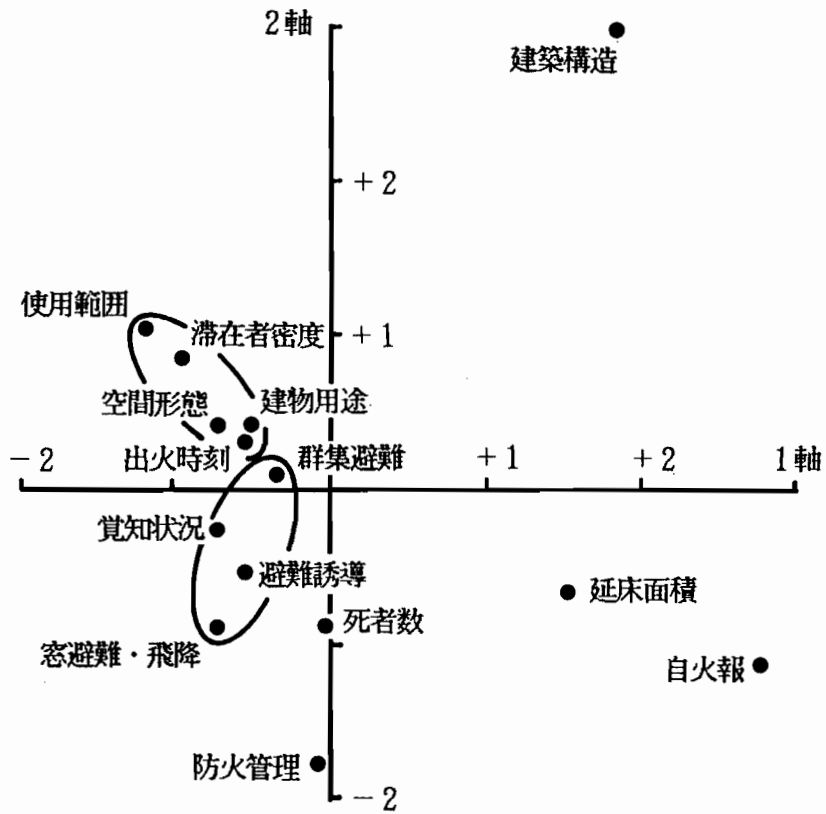 2軸
建築構造
+2
使用範囲
滞在者密度
+1
空間形態
建物用途
-2
出火時刻
群集避難
+1
+2
1軸
覚知状況
避難誘導
延床面積
死者数
窓避難・飛降
自火報
防火管理
-2